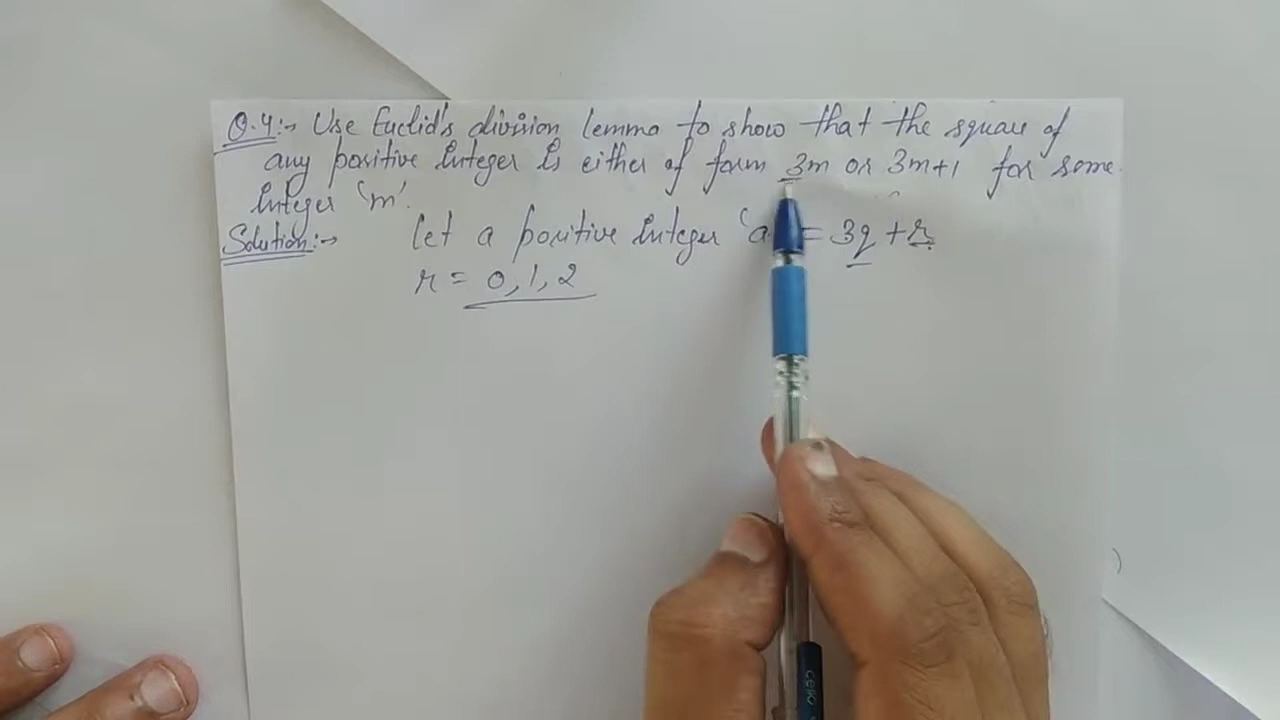 Q.4:→ Use Euclid's division lemma to show that the square of
any positive Integer is either of form 3m or 3m+1 for some
Integer 'm'.
Solution:→ let a positive Integer 'a = 3q + r.
r = 0, 1, 2
cello